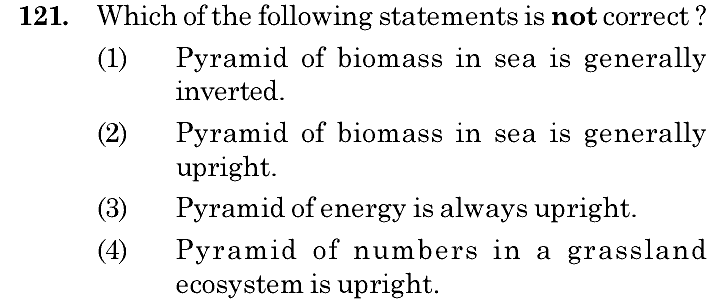 121. Which of the following statements is not correct ?
(1) Pyramid of biomass in sea is generally
inverted.
(2) Pyramid of biomass in sea is generally
upright.
(3) Pyramid of energy is always upright.
(4) Pyramid of numbers in a grassland
ecosystem is upright.